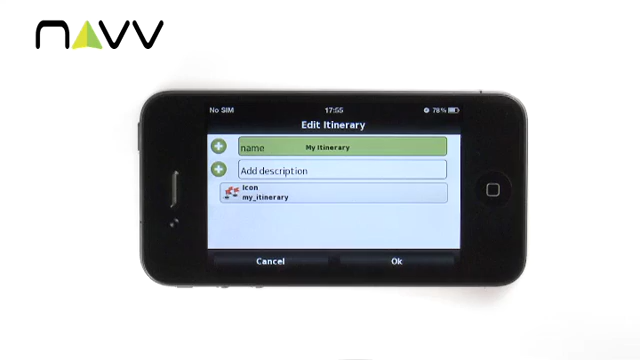 NAVV
No SIM 17:55 78%
Edit Itinerary
name My Itinerary
Add description
Icon
my_itinerary
Cancel Ok